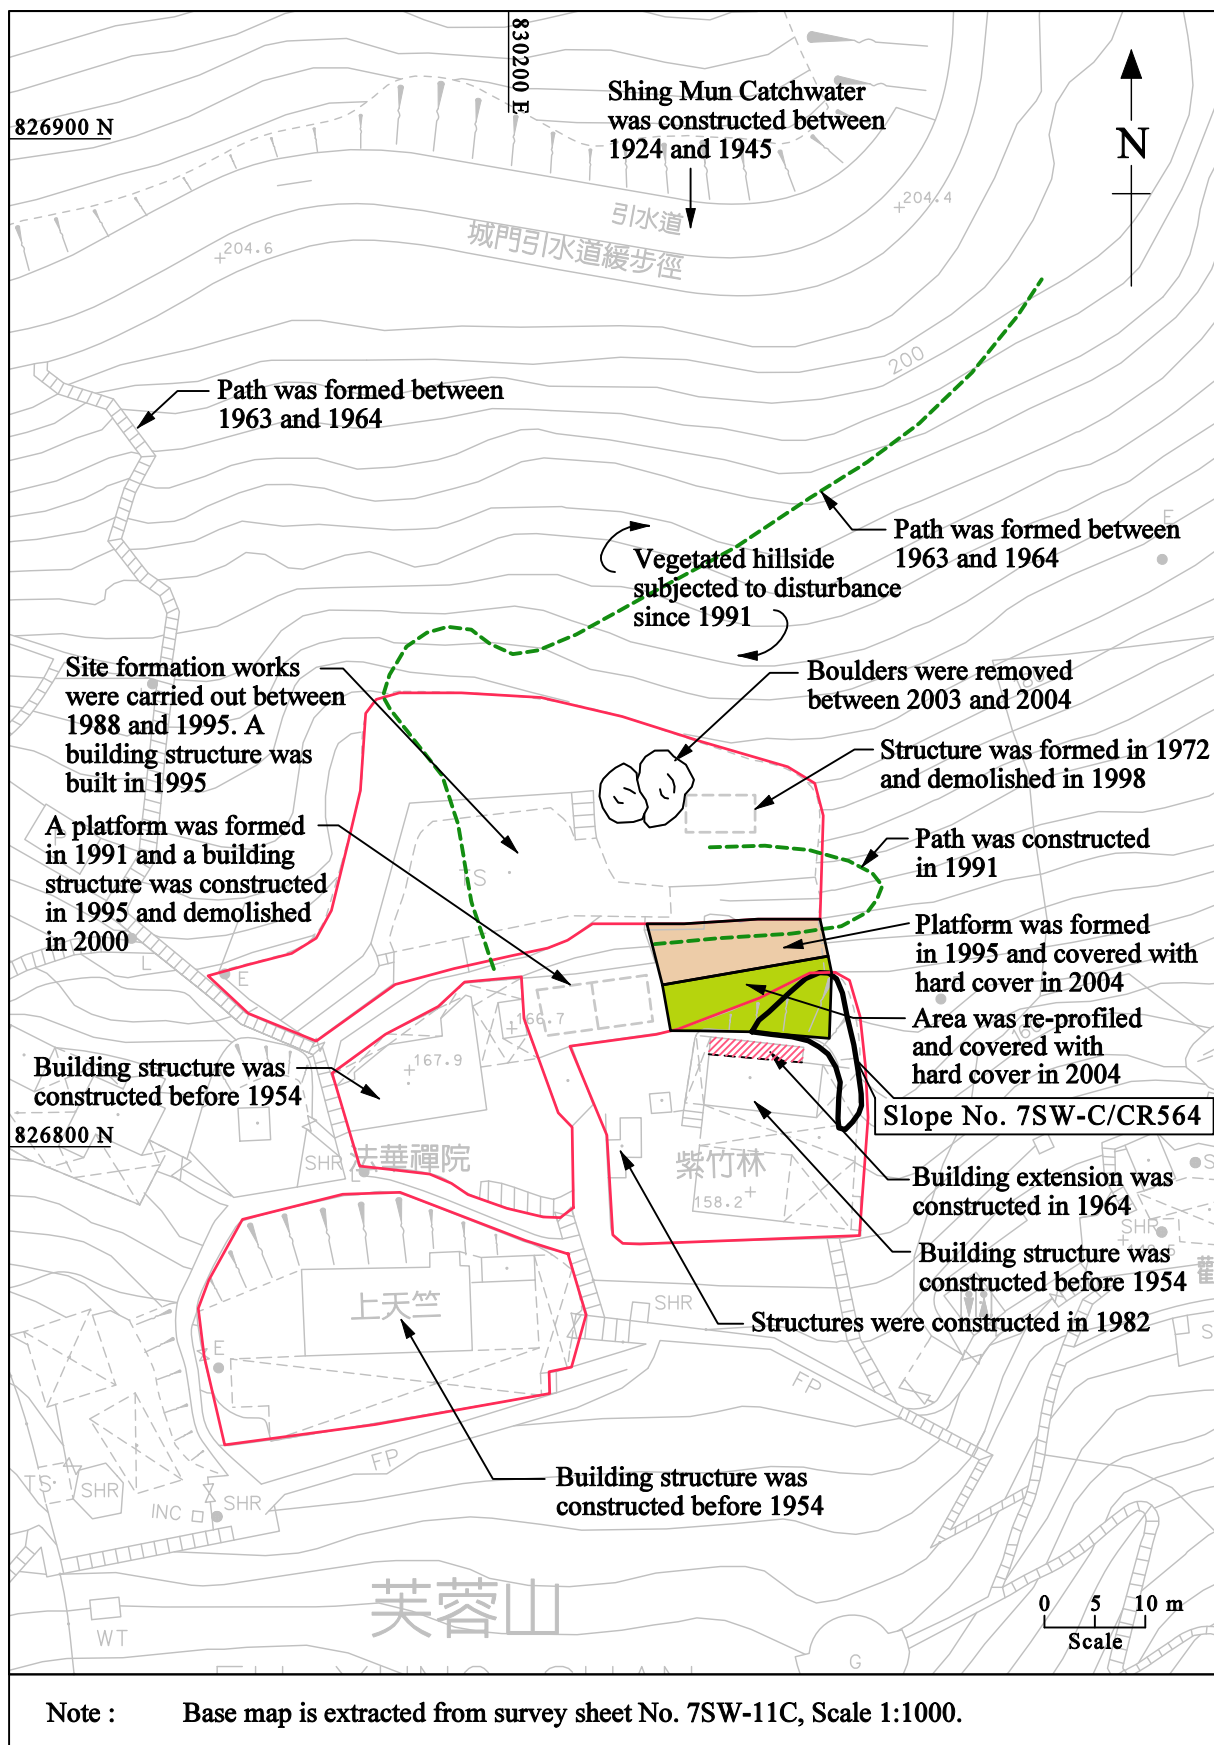 830200 E
826900 N
Shing Mun Catchwater
was constructed between
1924 and 1945
N
204.4
引水道
城門引水道緩步徑
204.6
200
Path was formed between
1963 and 1964
E
Path was formed between
1963 and 1964
Vegetated hillside
subjected to disturbance
since 1991
Site formation works
were carried out between
1988 and 1995. A
building structure was
built in 1995
Boulders were removed
between 2003 and 2004
Structure was formed in 1972
and demolished in 1998
A platform was formed
in 1991 and a building
structure was constructed
in 1995 and demolished
in 2000
Path was constructed
in 1991
TS
Platform was formed
in 1995 and covered with
hard cover in 2004
L
E
Area was re-profiled
and covered with
hard cover in 2004
166.7
167.9
Building structure was
constructed before 1954
Slope No. 7SW-C/CR564
826800 N
SHR
法華禪院
L
紫竹林
158.2
Building extension was
constructed in 1964
SHR
Building structure was
constructed before 1954
上天竺
SHR
Structures were constructed in 1982
E
FP
FP
Building structure was
constructed before 1954
TS
SHR
INC
SHR
芙蓉山
WT
G
0 5 10 m
Scale
Note : Base map is extracted from survey sheet No. 7SW-11C, Scale 1:1000.